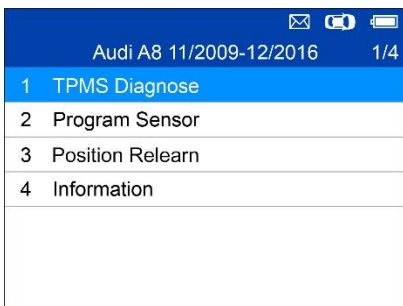 Audi A8 11/2009-12/2016 1/4
1 TPMS Diagnose
2 Program Sensor
3 Position Relearn
4 Information